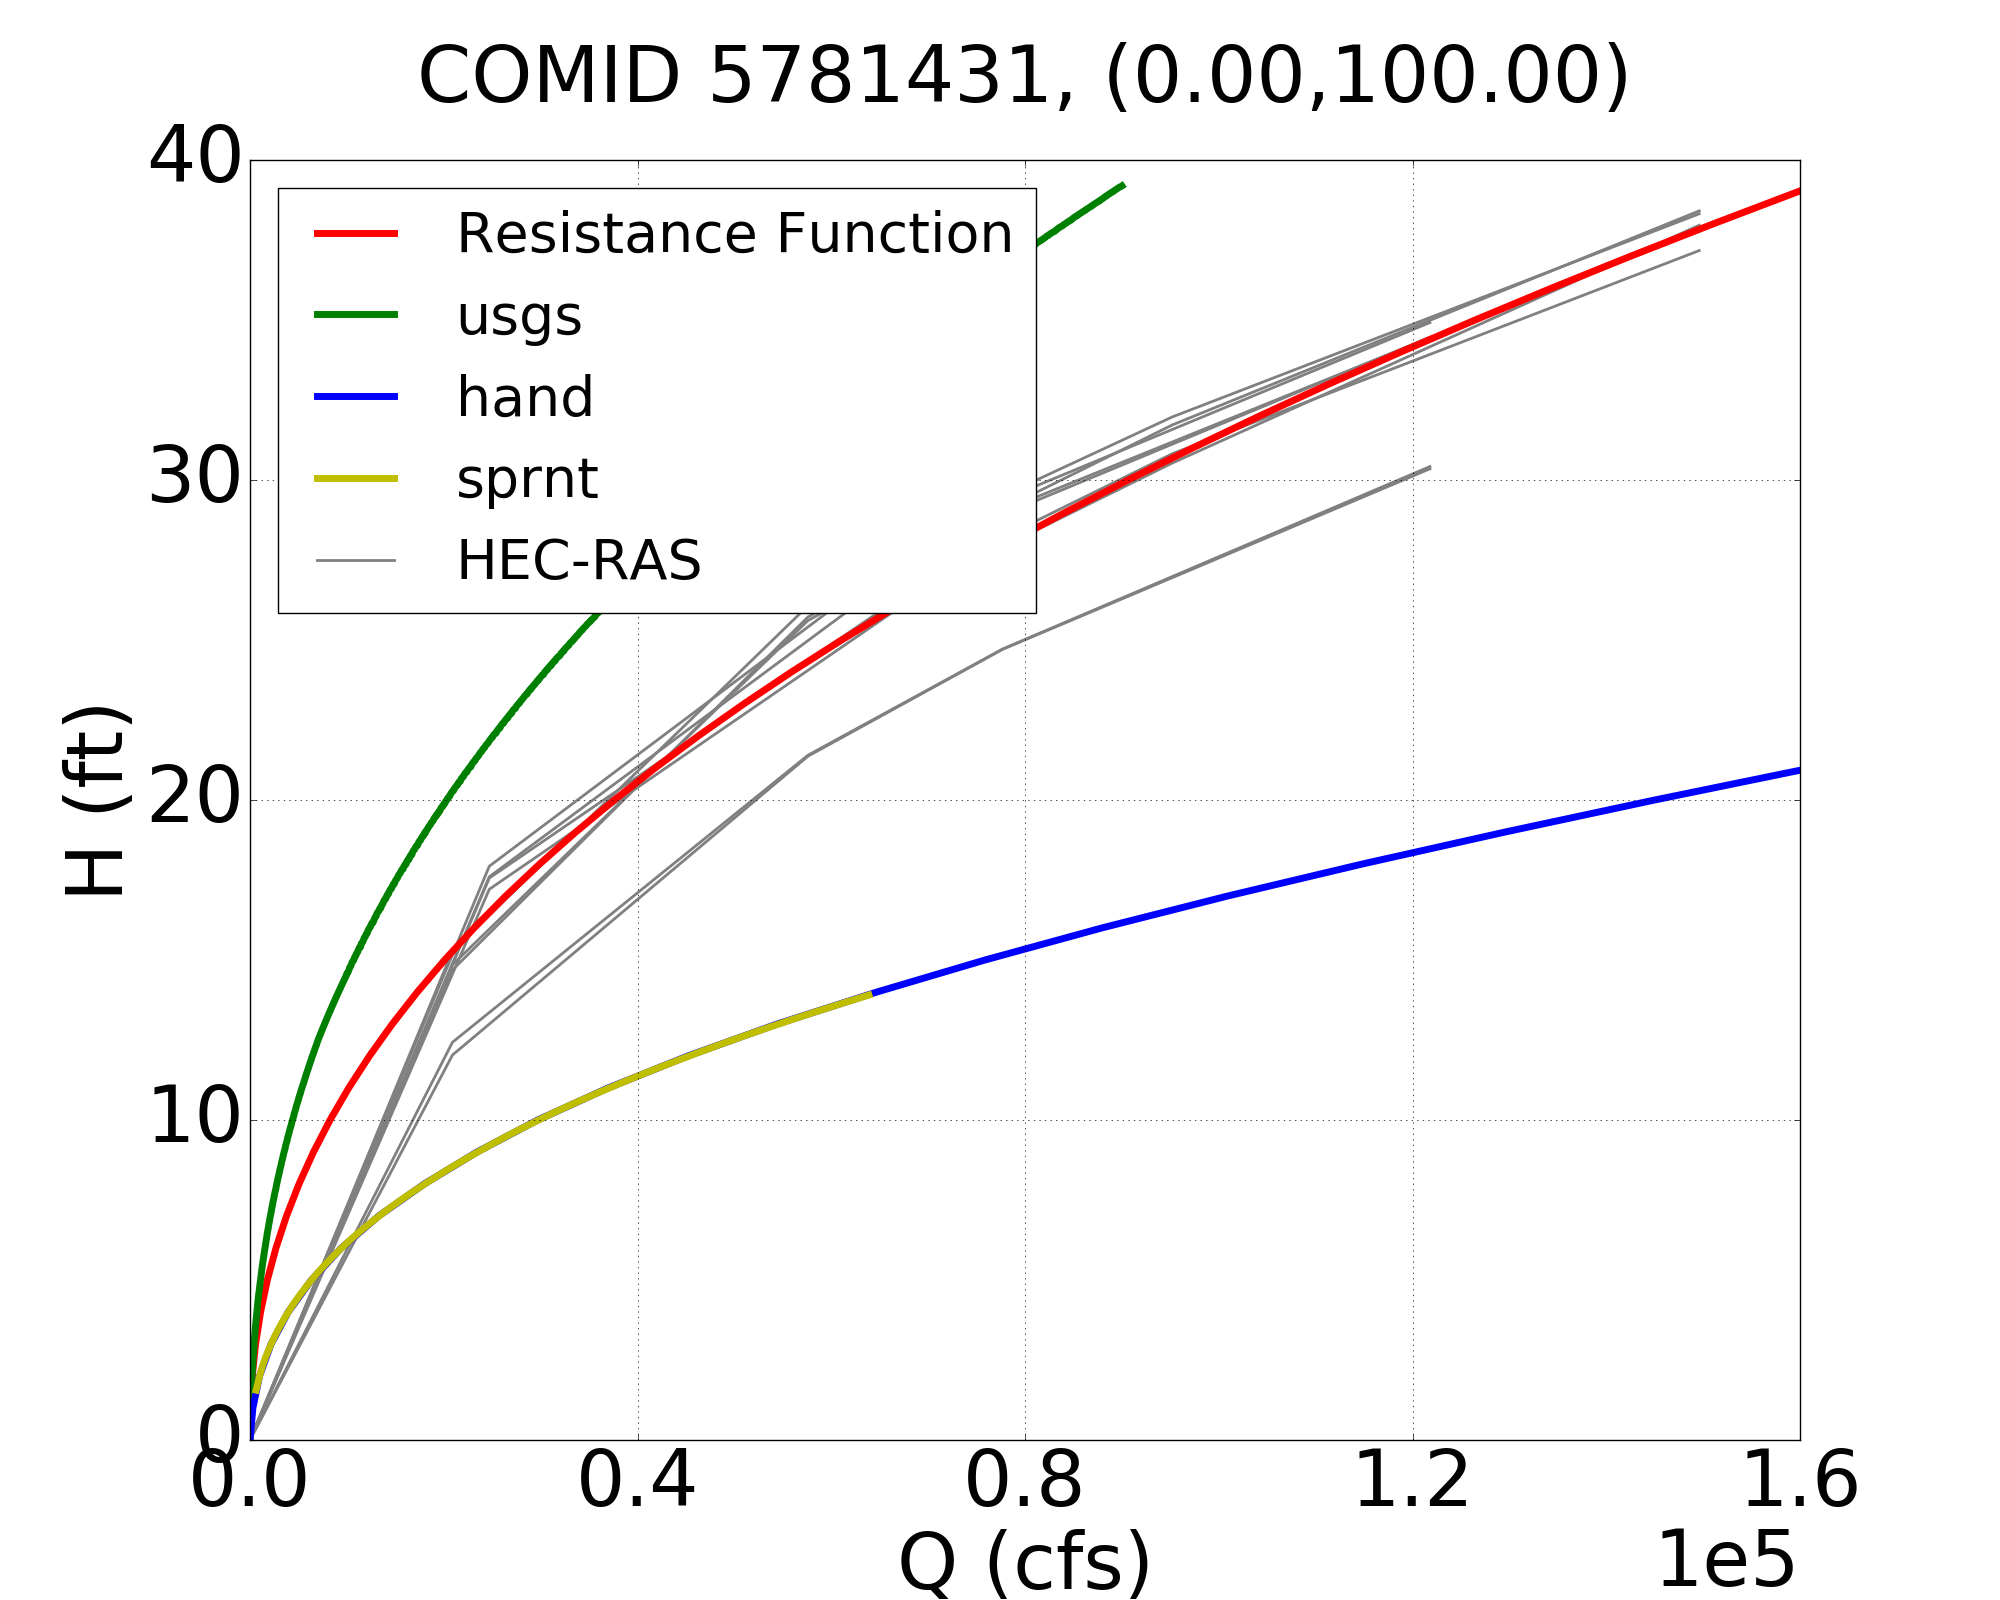 COMID 5781431, (0.00,100.00)
40
30
20
10
0
H (ft)
Resistance Function
usgs
hand
sprnt
HEC-RAS
0.0 0.4 0.8 1.2 1.6
Q (cfs)
1e5